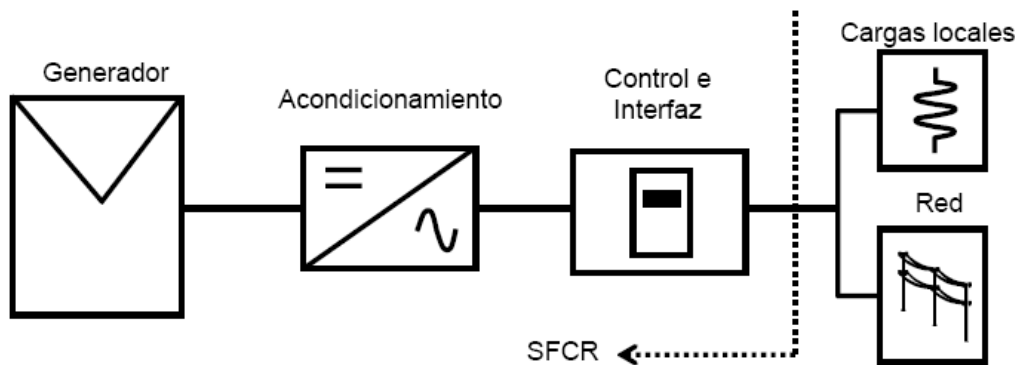 Generador
Acondicionamiento
Control e
Interfaz
Cargas locales
Red
SFCR